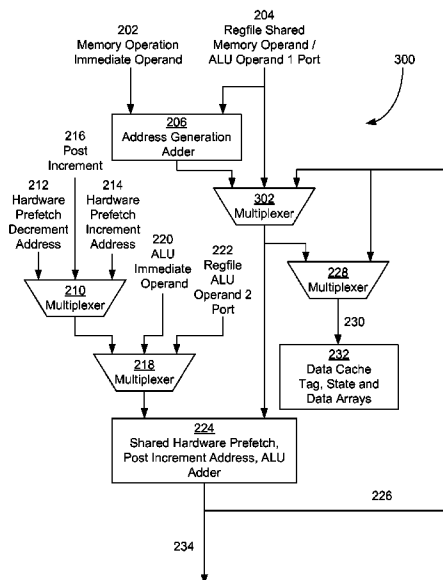 202
Memory Operation
Immediate Operand
204
Regfile Shared
Memory Operand /
ALU Operand 1 Port
300
206
Address Generation
Adder
216
Post
Increment
212
Hardware
Prefetch
Decrement
Address
214
Hardware
Prefetch
Increment
Address
302
Multiplexer
220
ALU
Immediate
Operand
222
Regfile
ALU
Operand 2
Port
228
Multiplexer
210
Multiplexer
230
218
Multiplexer
232
Data Cache
Tag, State and
Data Arrays
224
Shared Hardware Prefetch,
Post Increment Address, ALU
Adder
226
234